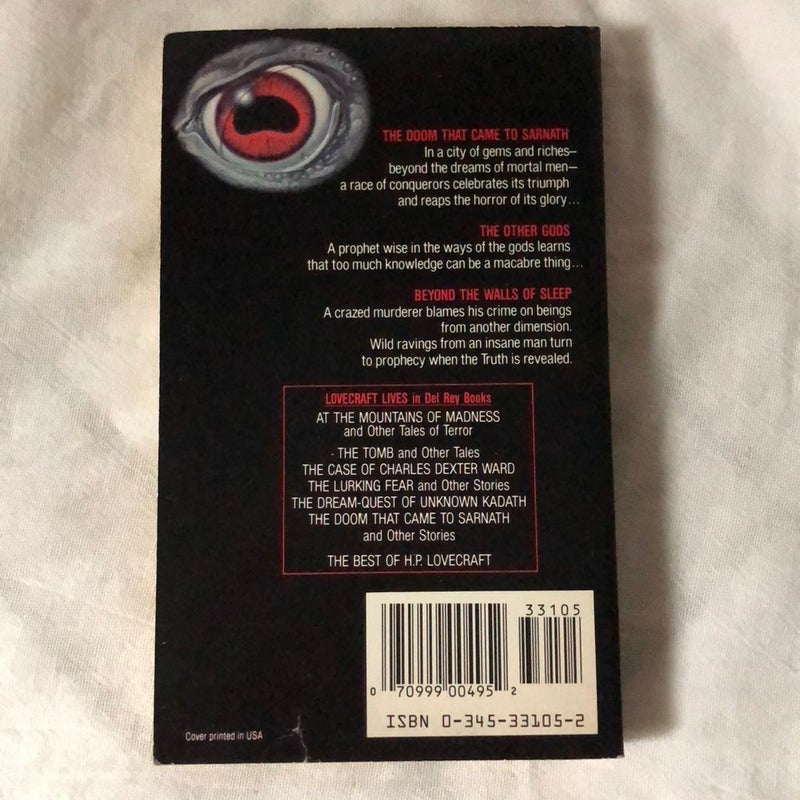 THE DOOM THAT CAME TO SARNATH
In a city of gems and riches—
beyond the dreams of mortal men—
a race of conquerors celebrates its triumph
and reaps the horror of its glory...
THE OTHER GODS
A prophet wise in the ways of the gods learns
that too much knowledge can be a macabre thing...
BEYOND THE WALLS OF SLEEP
A crazed murderer blames his crime on beings
from another dimension.
Wild ravings from an insane man turn
to prophecy when the Truth is revealed.
LOVECRAFT LIVES in Del Rey Books
AT THE MOUNTAINS OF MADNESS
and Other Tales of Terror
- THE TOMB and Other Tales
THE CASE OF CHARLES DEXTER WARD
THE LURKING FEAR and Other Stories
THE DREAM-QUEST OF UNKNOWN KADATH
THE DOOM THAT CAME TO SARNATH
and Other Stories
THE BEST OF H.P. LOVECRAFT
33105
0 70999 00495 2
ISBN 0-345-33105-2
Cover printed in USA